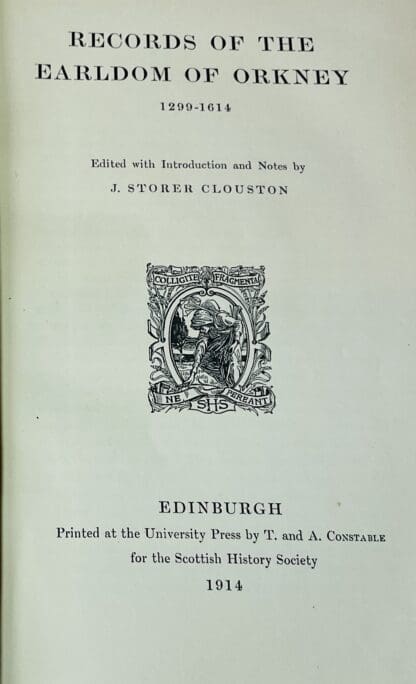 RECORDS OF THE
EARLDOM OF ORKNEY
1299-1614
Edited with Introduction and Notes by
J. STORER CLOUSTON
COLLIGITE FRAGMENTA
NE PEREANT
SHS
EDINBURGH
Printed at the University Press by T. and A. CONSTABLE
for the Scottish History Society
1914